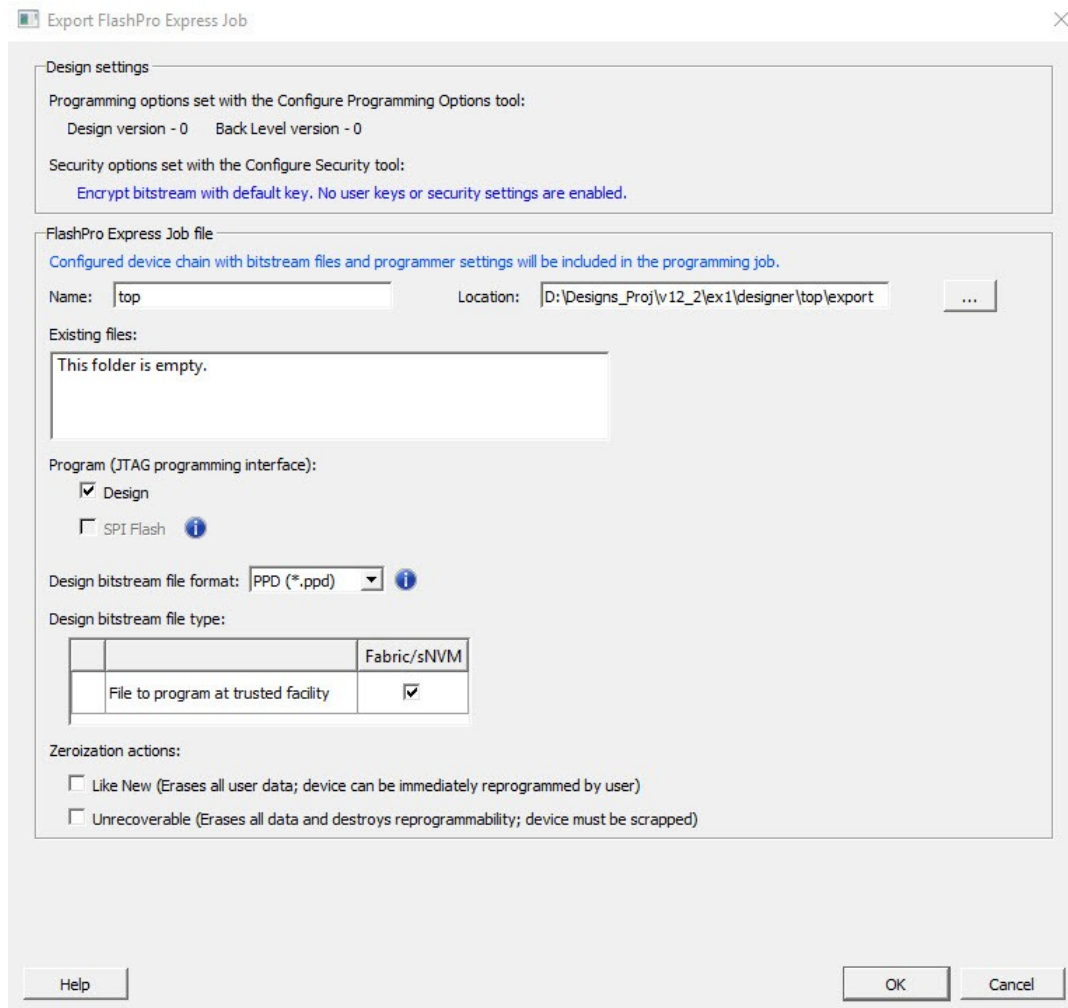 Export FlashPro Express Job
Design settings
Programming options set with the Configure Programming Options tool:
Design version - 0 Back Level version - 0
Security options set with the Configure Security tool:
Encrypt bitstream with default key. No user keys or security settings are enabled.
FlashPro Express Job file
Configured device chain with bitstream files and programmer settings will be included in the programming job.
Name: top Location: D:\Designs_Proj\v12_2\ex1\designer\top\export ...
Existing files:
This folder is empty.
Program (JTAG programming interface):
Design
SPI Flash i
Design bitstream file format: PPD (*.ppd) i
Design bitstream file type:
Fabric/sNVM
File to program at trusted facility
Zeroization actions:
Like New (Erases all user data; device can be immediately reprogrammed by user)
Unrecoverable (Erases all data and destroys reprogrammability; device must be scrapped)
Help OK Cancel